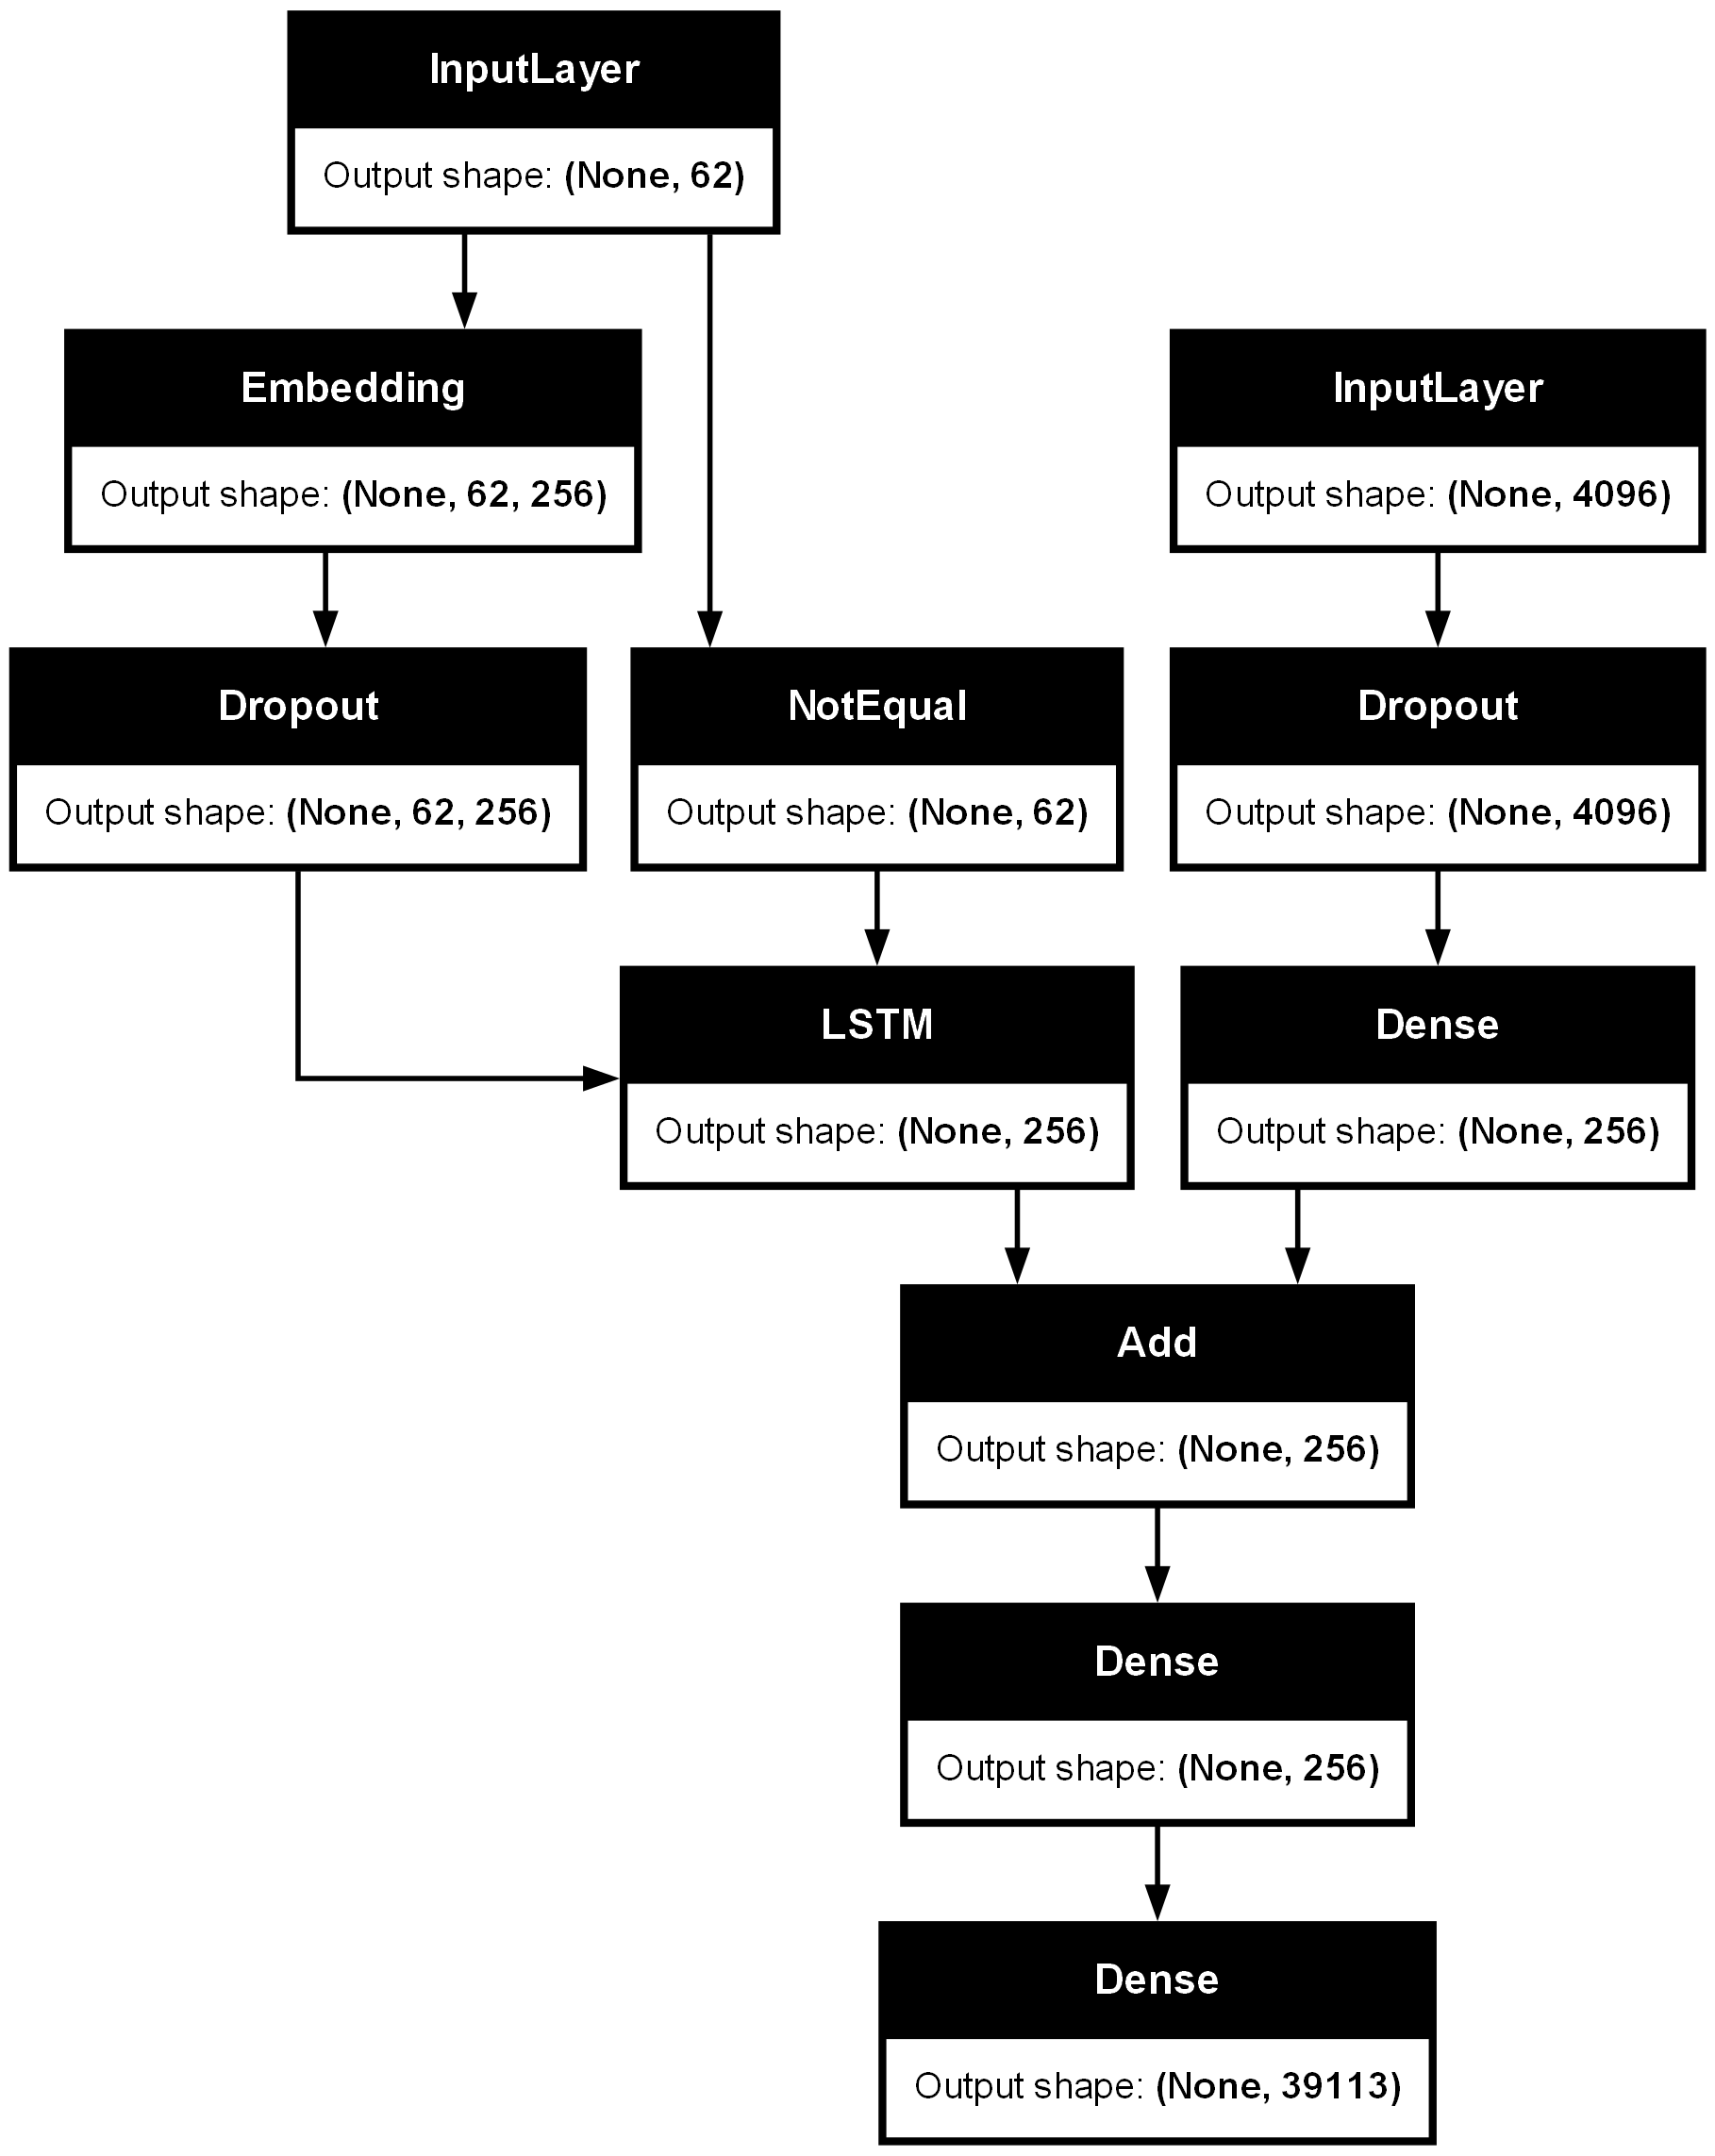 InputLayer
Output shape: (None, 62)
Embedding
Output shape: (None, 62, 256)
InputLayer
Output shape: (None, 4096)
Dropout
Output shape: (None, 62, 256)
NotEqual
Output shape: (None, 62)
Dropout
Output shape: (None, 4096)
LSTM
Output shape: (None, 256)
Dense
Output shape: (None, 256)
Add
Output shape: (None, 256)
Dense
Output shape: (None, 256)
Dense
Output shape: (None, 39113)